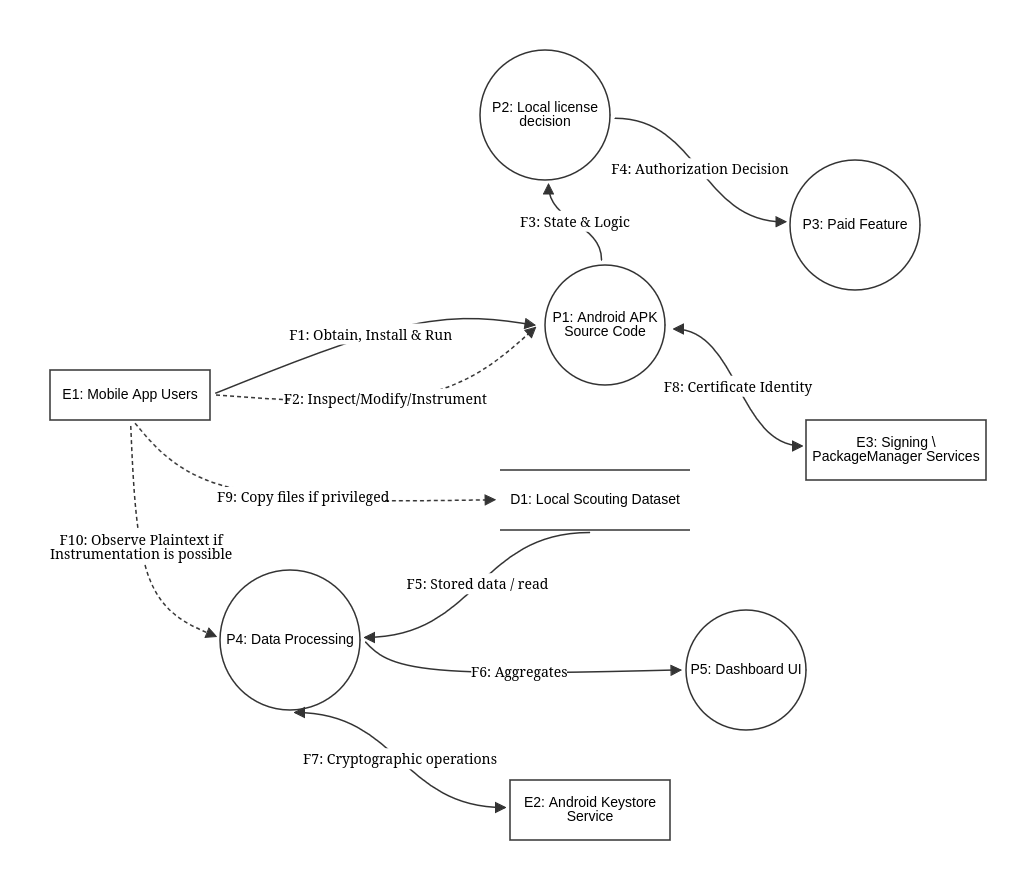 P2: Local license
decision
F4: Authorization Decision
P3: Paid Feature
F3: State & Logic
P1: Android APK
Source Code
F1: Obtain, Install & Run
F8: Certificate Identity
E1: Mobile App Users
F2: Inspect/Modify/Instrument
E3: Signing \
PackageManager Services
F9: Copy files if privileged
D1: Local Scouting Dataset
F10: Observe Plaintext if
Instrumentation is possible
F5: Stored data / read
P4: Data Processing
F6: Aggregates
P5: Dashboard UI
F7: Cryptographic operations
E2: Android Keystore
Service